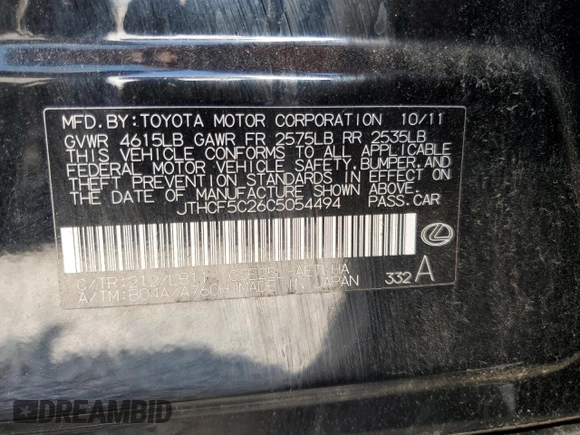 MFD. BY: TOYOTA MOTOR CORPORATION 10/11
GVWR 4615LB GAWR FR 2575LB RR 2535LB
THIS VEHICLE CONFORMS TO ALL APPLICABLE
FEDERAL MOTOR VEHICLE SAFETY, BUMPER, AND
THEFT PREVENTION STANDARDS IN EFFECT ON
THE DATE OF MANUFACTURE SHOWN ABOVE.
JTHCF5C26C5054494 PASS. CAR
C/TR:
A/TM: MADE IN JAPAN 332 A
DREAMBID